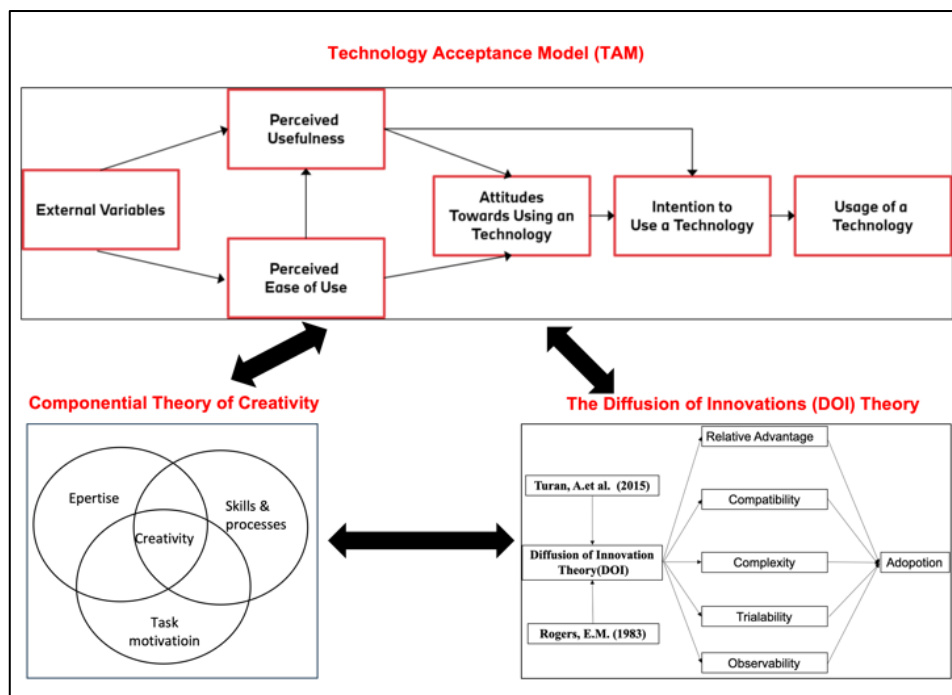 Technology Acceptance Model (TAM)
Perceived
Usefulness
External Variables
Attitudes
Towards Using an
Technology
Intention to
Use a Technology
Usage of a
Technology
Perceived
Ease of Use
Componential Theory of Creativity
Epertise
Skills &
processes
Creativity
Task
motivatioin
The Diffusion of Innovations (DOI) Theory
Relative Advantage
Turan, A.et al. (2015)
Compatibility
Diffusion of Innovation
Theory(DOI)
Complexity
Adopotion
Trialability
Rogers, E.M. (1983)
Observability